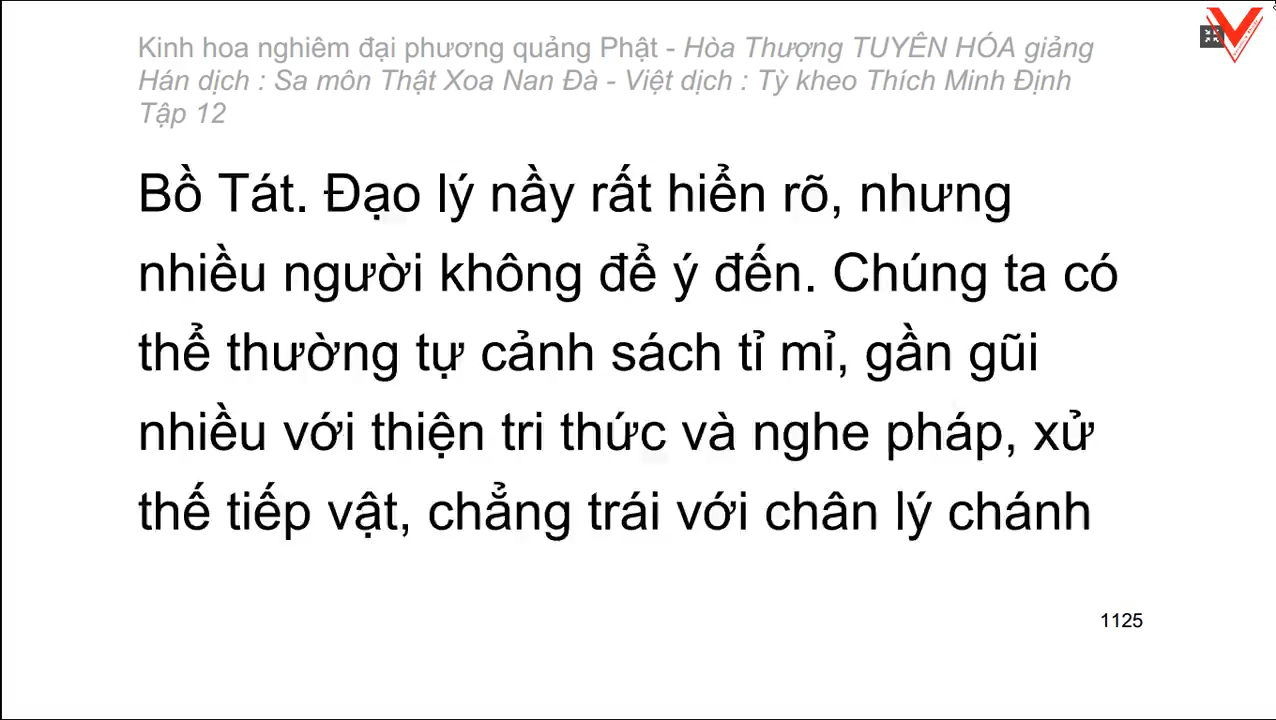 Kinh hoa nghiêm đại phương quảng Phật - Hòa Thượng TUYÊN HÓA giảng
Hán dịch : Sa môn Thật Xoa Nan Đà - Việt dịch : Tỳ kheo Thích Minh Định
Tập 12
Bồ Tát. Đạo lý nầy rất hiển rõ, nhưng
nhiều người không để ý đến. Chúng ta có
thể thường tự cảnh sách tỉ mỉ, gần gũi
nhiều với thiện tri thức và nghe pháp, xử
thế tiếp vật, chẳng trái với chân lý chánh
1125